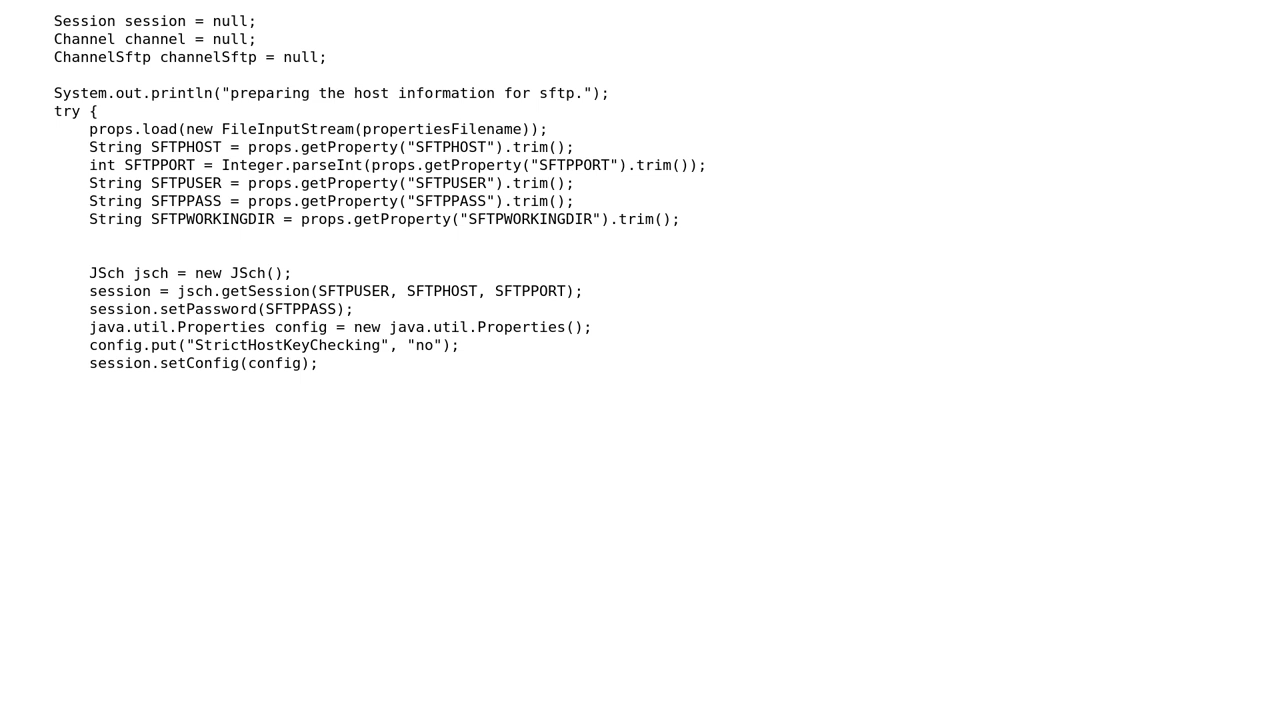 Session session = null;
Channel channel = null;
ChannelSftp channelSftp = null;
System.out.println("preparing the host information for sftp.");
try {
props.load(new FileInputStream(propertiesFilename));
String SFTPHOST = props.getProperty("SFTPHOST").trim();
int SFTPPORT = Integer.parseInt(props.getProperty("SFTPPORT").trim());
String SFTPUSER = props.getProperty("SFTPUSER").trim();
String SFTPPASS = props.getProperty("SFTPPASS").trim();
String SFTPWORKINGDIR = props.getProperty("SFTPWORKINGDIR").trim();
JSch jsch = new JSch();
session = jsch.getSession(SFTPUSER, SFTPHOST, SFTPPORT);
session.setPassword(SFTPPASS);
java.util.Properties config = new java.util.Properties();
config.put("StrictHostKeyChecking", "no");
session.setConfig(config);